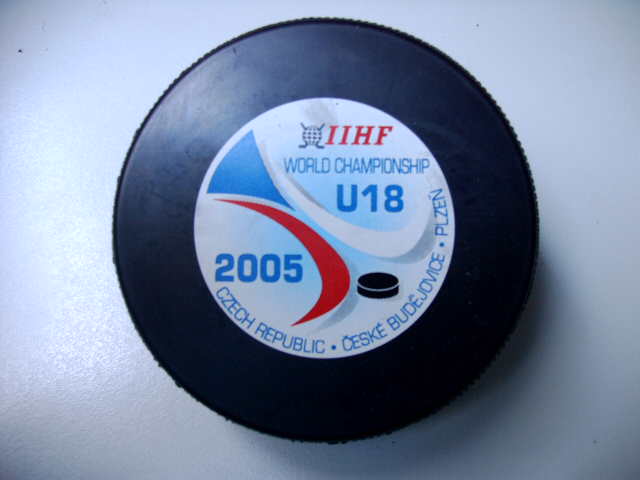 IIHF
WORLD CHAMPIONSHIP
U18
2005
CZECH REPUBLIC • ČESKÉ BUDĚJOVICE • PLZEŇ